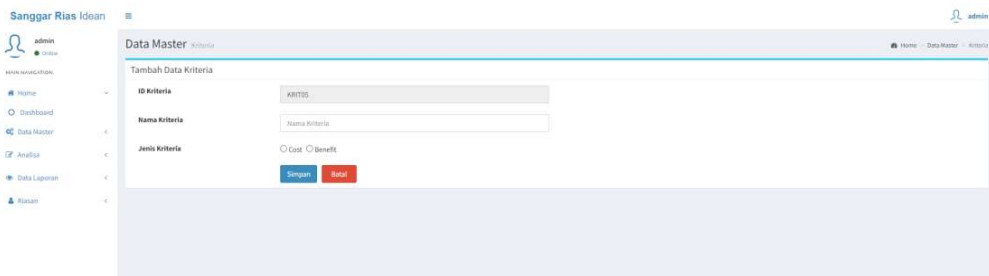 Sanggar Rias Idean
admin
admin
Online
MAIN NAVIGATION
Home
Dashboard
Data Master
Analisa
Data Laporan
Riasan
Data Master Kriteria
Home Data Master Kriteria
Tambah Data Kriteria
ID Kriteria
KRIT05
Nama Kriteria
Nama Kriteria
Jenis Kriteria
Cost Benefit
Simpan Batal